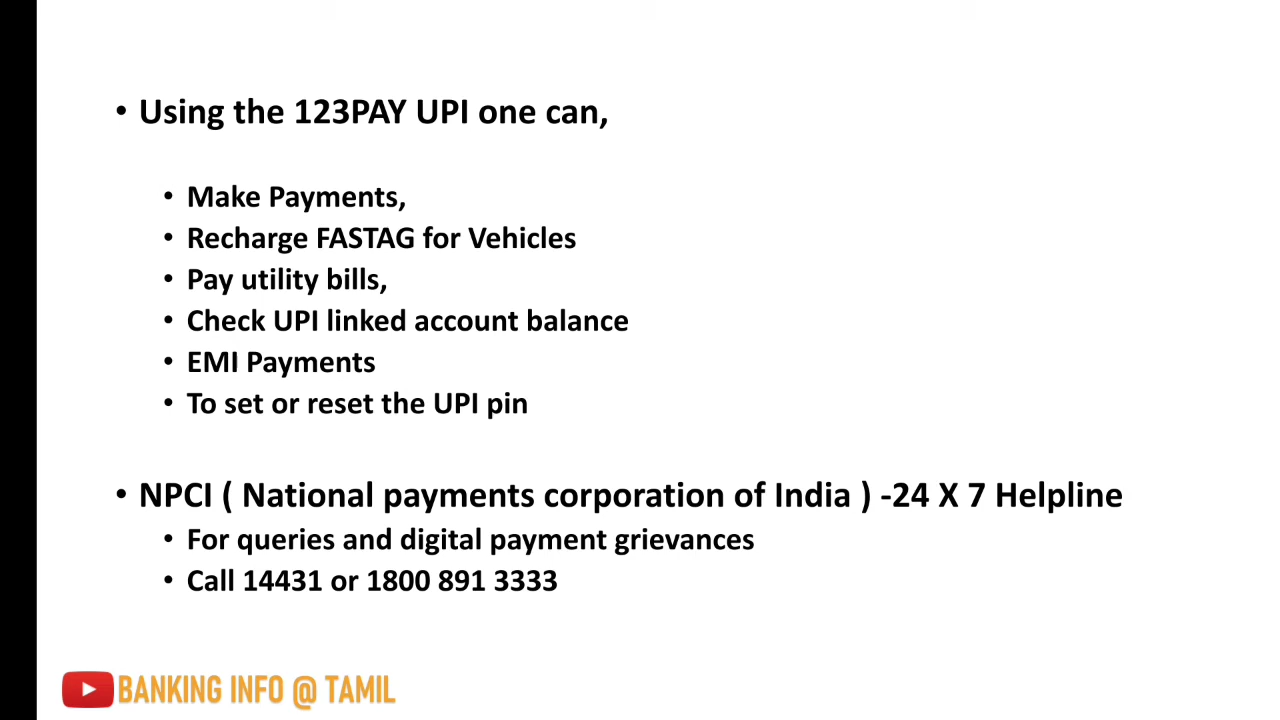 • Using the 123PAY UPI one can,
• Make Payments,
• Recharge FASTAG for Vehicles
• Pay utility bills,
• Check UPI linked account balance
• EMI Payments
• To set or reset the UPI pin
• NPCI ( National payments corporation of India ) -24 X 7 Helpline
• For queries and digital payment grievances
• Call 14431 or 1800 891 3333
BANKING INFO @ TAMIL